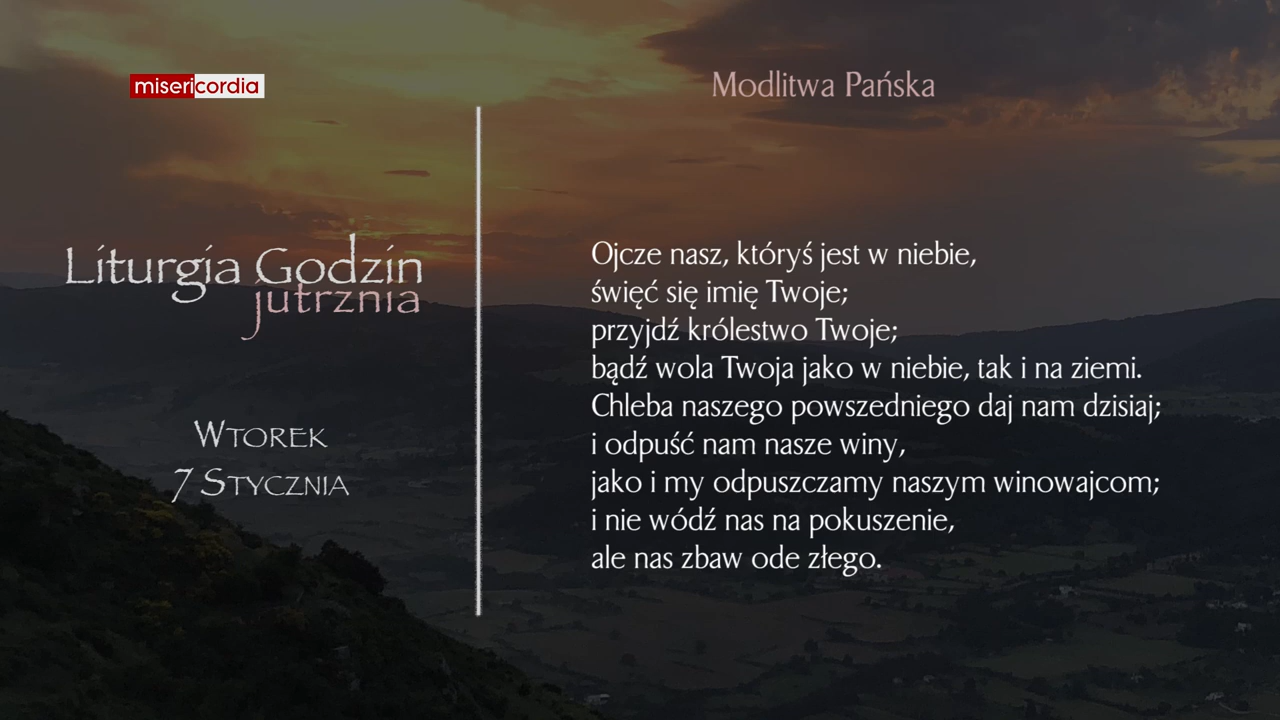 misericordia
Liturgia Godzin
jutrznia
Wtorek
7 Stycznia
Modlitwa Pańska
Ojcze nasz, któryś jest w niebie,
święć się imię Twoje;
przyjdź królestwo Twoje;
bądź wola Twoja jako w niebie, tak i na ziemi.
Chleba naszego powszedniego daj nam dzisiaj;
i odpuść nam nasze winy,
jako i my odpuszczamy naszym winowajcom;
i nie wódź nas na pokuszenie,
ale nas zbaw ode złego.